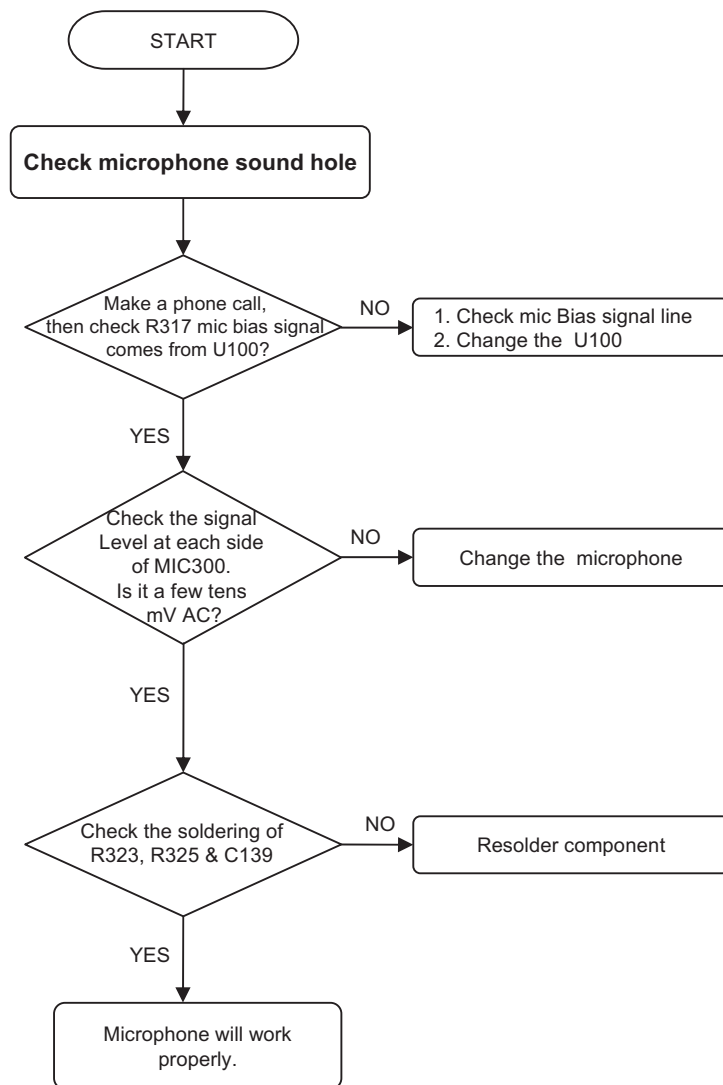 START
Check microphone sound hole
Make a phone call,
then check R317 mic bias signal
comes from U100?
NO
1. Check mic Bias signal line
2. Change the U100
YES
Check the signal
Level at each side
of MIC300.
Is it a few tens
mV AC?
NO
Change the microphone
YES
Check the soldering of
R323, R325 & C139
NO
Resolder component
YES
Microphone will work
properly.